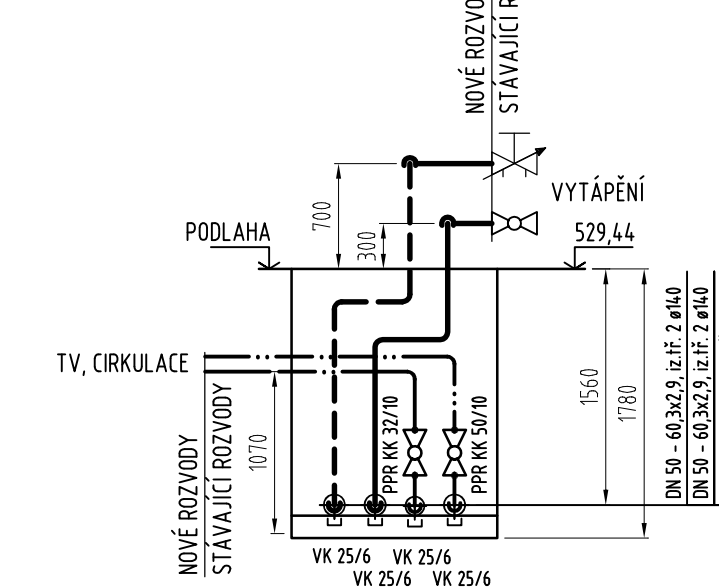 NOVÉ ROZVO
STÁVAJÍCÍ R
VYTÁPĚNÍ
700
300
PODLAHA
529,44
TV, CIRKULACE
1070
PPR KK 32/10
PPR KK 50/10
1560
1780
DN 50 - 60,3x2,9, iz.tř. 2 ø140
DN 50 - 60,3x2,9, iz.tř. 2 ø140
NOVÉ ROZVODY
STÁVAJÍCÍ ROZVODY
VK 25/6
VK 25/6
VK 25/6
VK 25/6